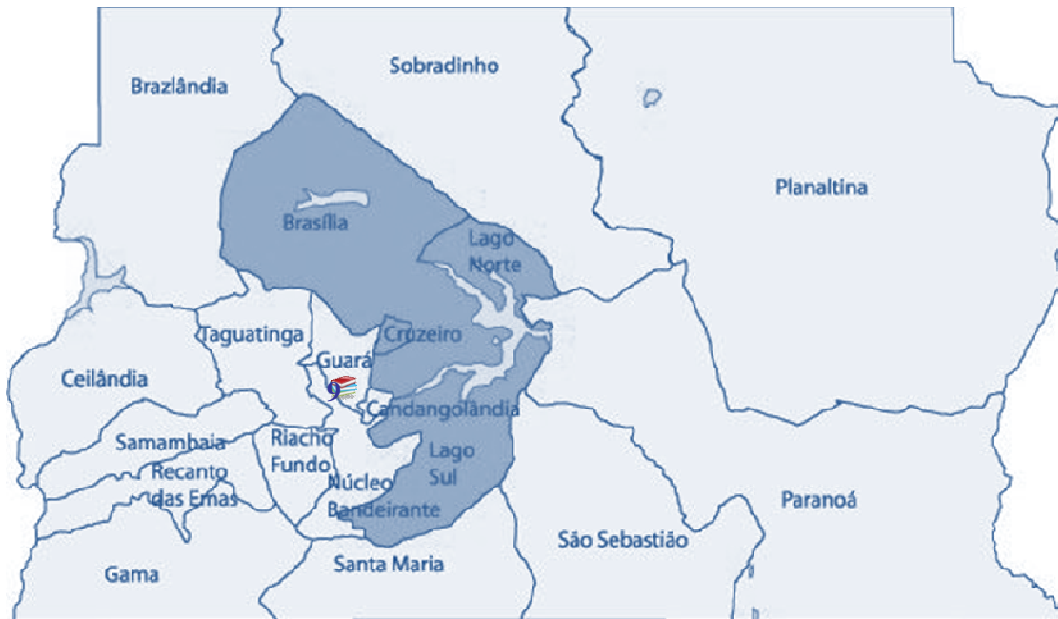 Sobradinho
Brazlândia
Planaltina
Brasília
Lago
Norte
Taguatinga
Cruzeiro
Guará
Ceilândia
9
Candangolândia
Samambaia
Riacho
Fundo
Lago
Sul
Recanto
das Emas
Núcleo
Bandeirante
Paranoá
São Sebastião
Santa Maria
Gama